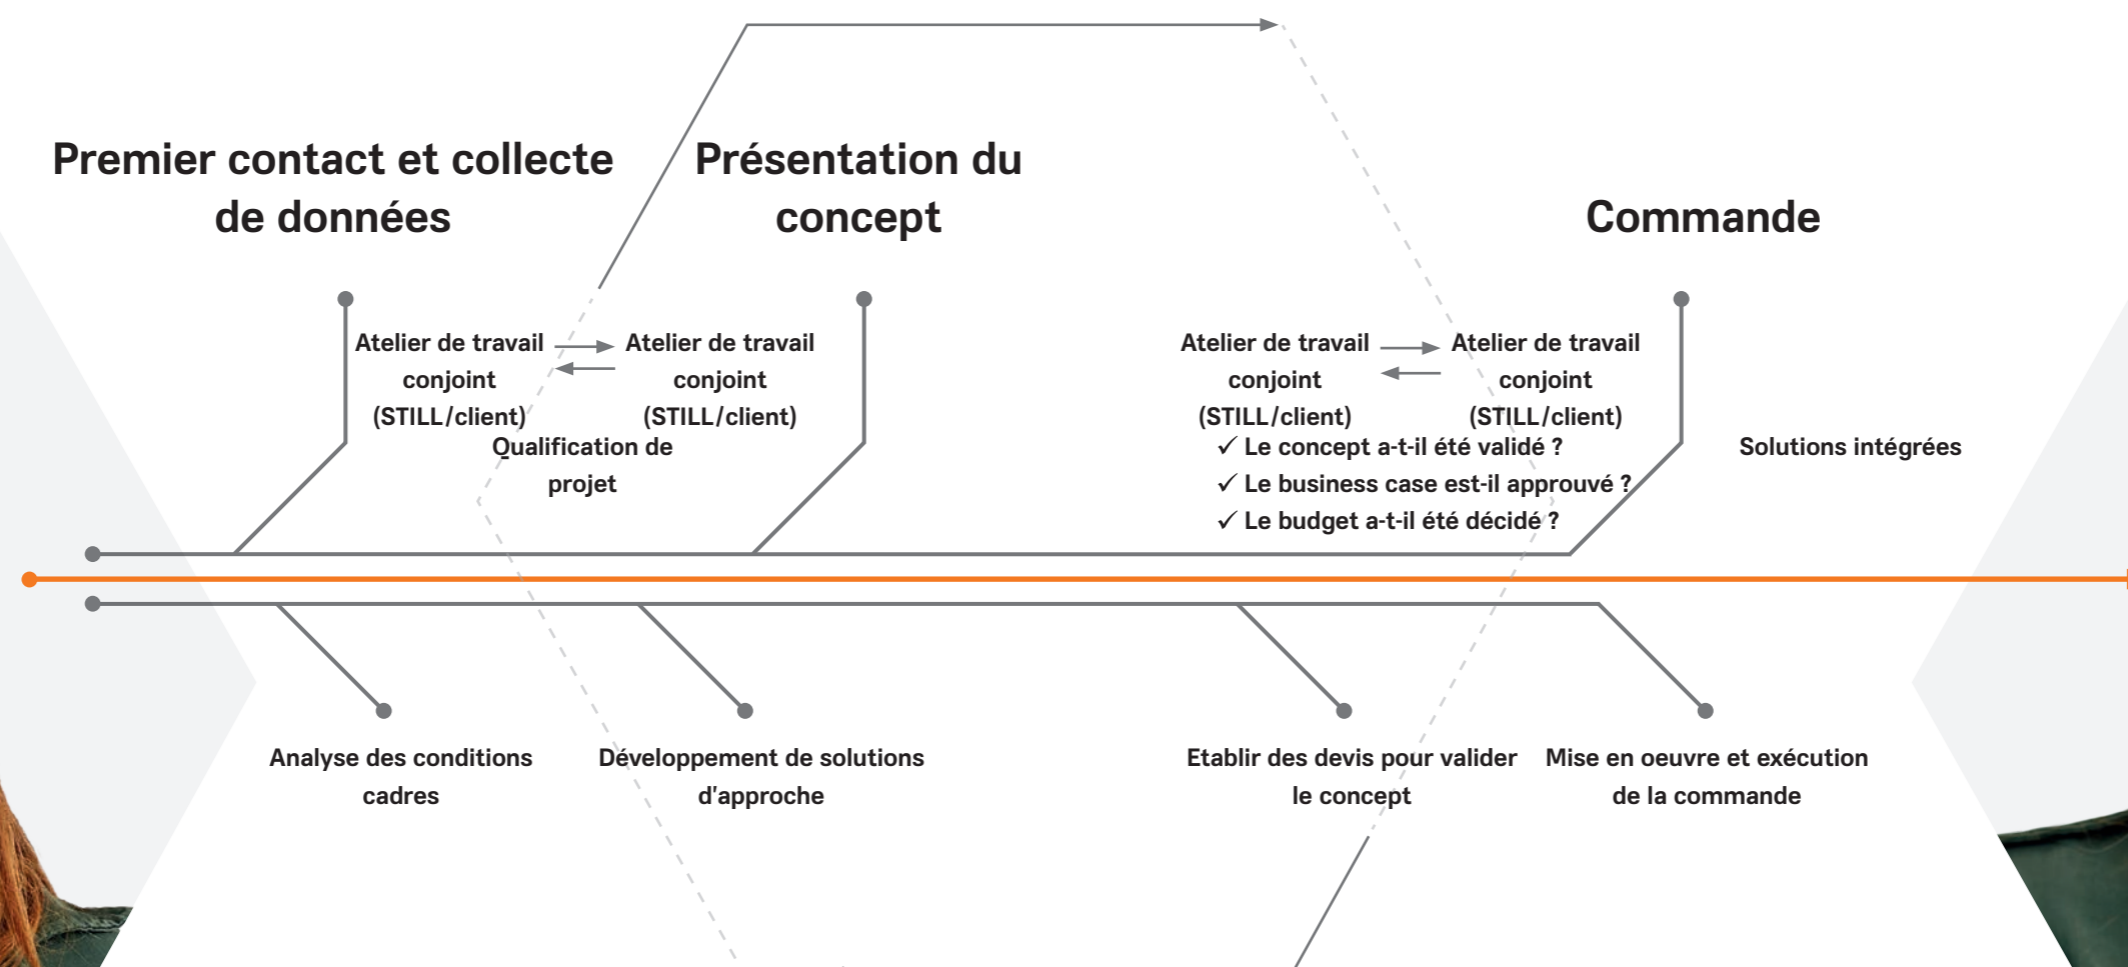 Premier contact et collecte
de données
Présentation du
concept
Commande
Atelier de travail
conjoint
(STILL/client)
Atelier de travail
conjoint
(STILL/client)
Qualification de
projet
Atelier de travail
conjoint
(STILL/client)
Atelier de travail
conjoint
(STILL/client)
✓ Le concept a-t-il été validé ?
✓ Le business case est-il approuvé ?
✓ Le budget a-t-il été décidé ?
Solutions intégrées
Analyse des conditions
cadres
Développement de solutions
d'approche
Etablir des devis pour valider
le concept
Mise en oeuvre et exécution
de la commande